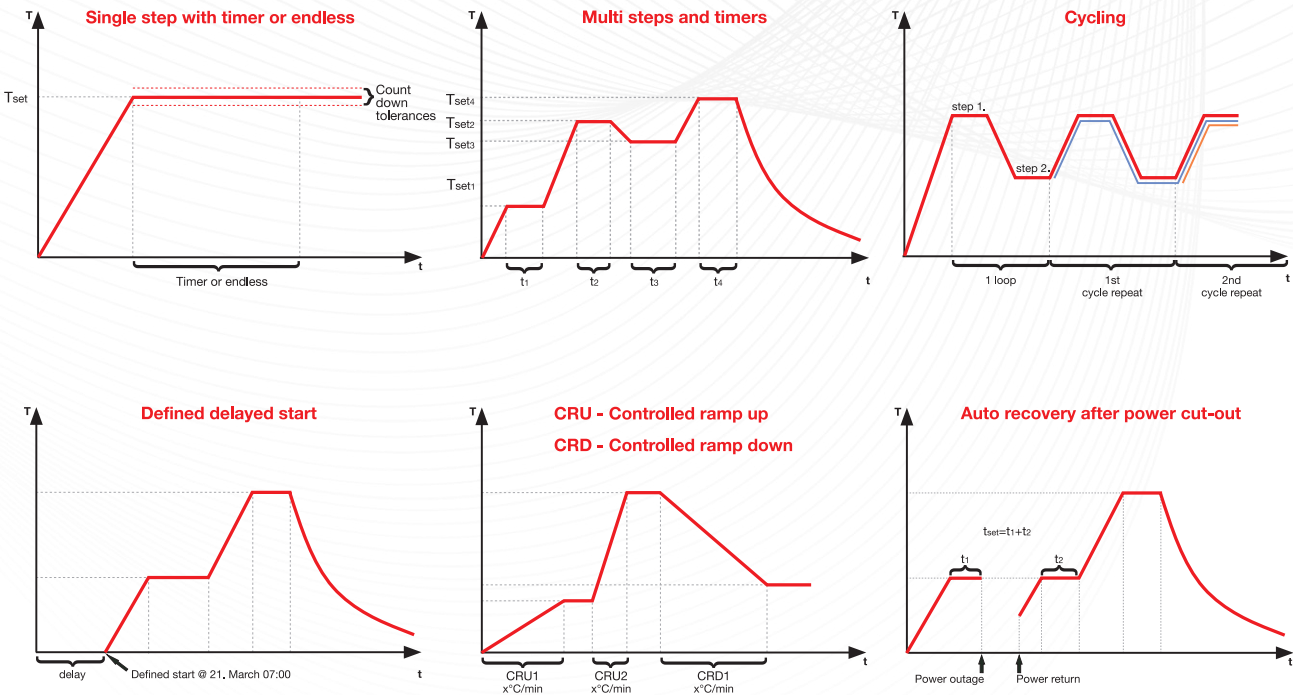 Single step with timer or endless
T
Tset
Count
down
tolerances
t
Timer or endless
Multi steps and timers
T
Tset4
Tset2
Tset3
Tset1
t
t1
t2
t3
t4
Cycling
T
step 1.
step 2.
t
1 loop
1st
cycle repeat
2nd
cycle repeat
Defined delayed start
T
t
delay
Defined start @ 21. March 07:00
CRU - Controlled ramp up
CRD - Controlled ramp down
T
t
CRU1
x°C/min
CRU2
x°C/min
CRD1
x°C/min
Auto recovery after power cut-out
T
tset=t1+t2
t1
t2
t
Power outage
Power return